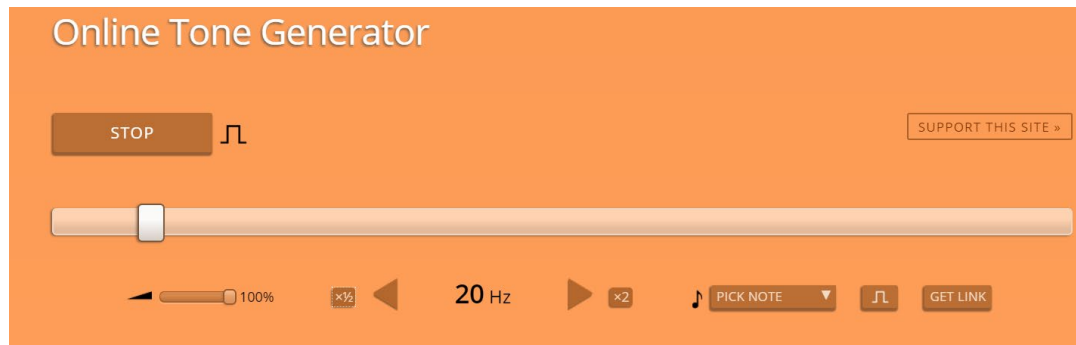 Online Tone Generator
STOP
SUPPORT THIS SITE »
100% ×½ 20 Hz ×2 PICK NOTE GET LINK